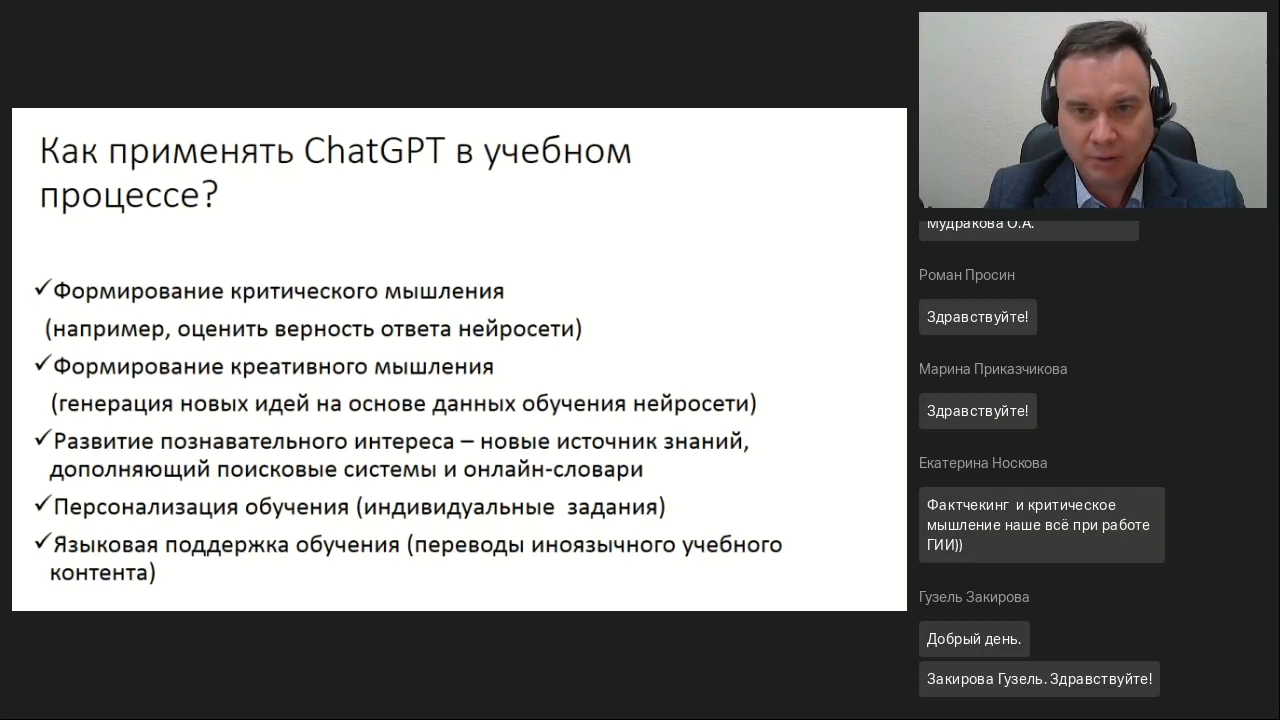 Как применять ChatGPT в учебном
процессе?
✓Формирование критического мышления
(например, оценить верность ответа нейросети)
✓Формирование креативного мышления
(генерация новых идей на основе данных обучения нейросети)
✓Развитие познавательного интереса – новые источник знаний,
дополняющий поисковые системы и онлайн-словари
✓Персонализация обучения (индивидуальные задания)
✓Языковая поддержка обучения (переводы иноязычного учебного
контента)
Мудракова О.А.
Роман Просин
Здравствуйте!
Марина Приказчикова
Здравствуйте!
Екатерина Носкова
Фактчекинг и критическое
мышление наше всё при работе
ГИИ))
Гузель Закирова
Добрый день.
Закирова Гузель. Здравствуйте!